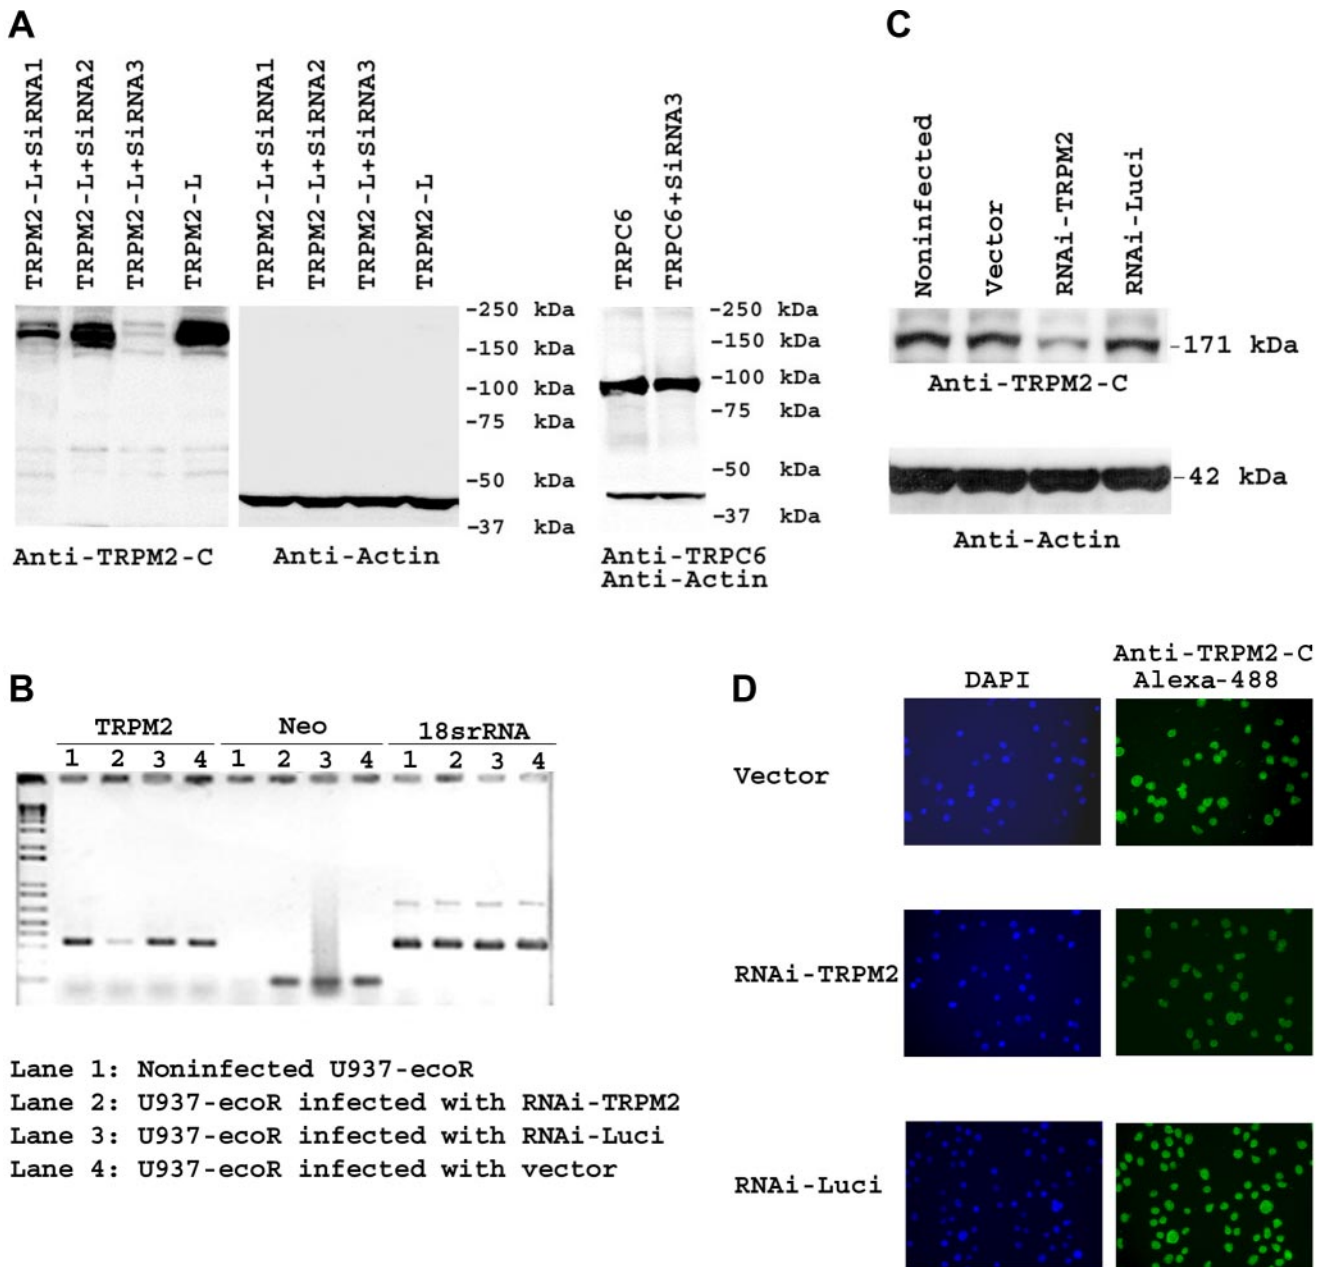 A
TRPM2-L+SiRNA1
TRPM2-L+SiRNA2
TRPM2-L+SiRNA3
TRPM2-L
TRPM2-L+SiRNA1
TRPM2-L+SiRNA2
TRPM2-L+SiRNA3
TRPM2-L
-250 kDa
-150 kDa
-100 kDa
-75 kDa
-50 kDa
-37 kDa
Anti-TRPM2-C
Anti-Actin
TRPC6
TRPC6+SiRNA3
-250 kDa
-150 kDa
-100 kDa
-75 kDa
-50 kDa
-37 kDa
Anti-TRPC6
Anti-Actin
C
Noninfected
Vector
RNAi-TRPM2
RNAi-Luci
-171 kDa
Anti-TRPM2-C
-42 kDa
Anti-Actin
B
TRPM2 Neo 18srRNA
1 2 3 4 1 2 3 4 1 2 3 4
Lane 1: Noninfected U937-ecoR
Lane 2: U937-ecoR infected with RNAi-TRPM2
Lane 3: U937-ecoR infected with RNAi-Luci
Lane 4: U937-ecoR infected with vector
D
DAPI
Anti-TRPM2-C
Alexa-488
Vector
RNAi-TRPM2
RNAi-Luci